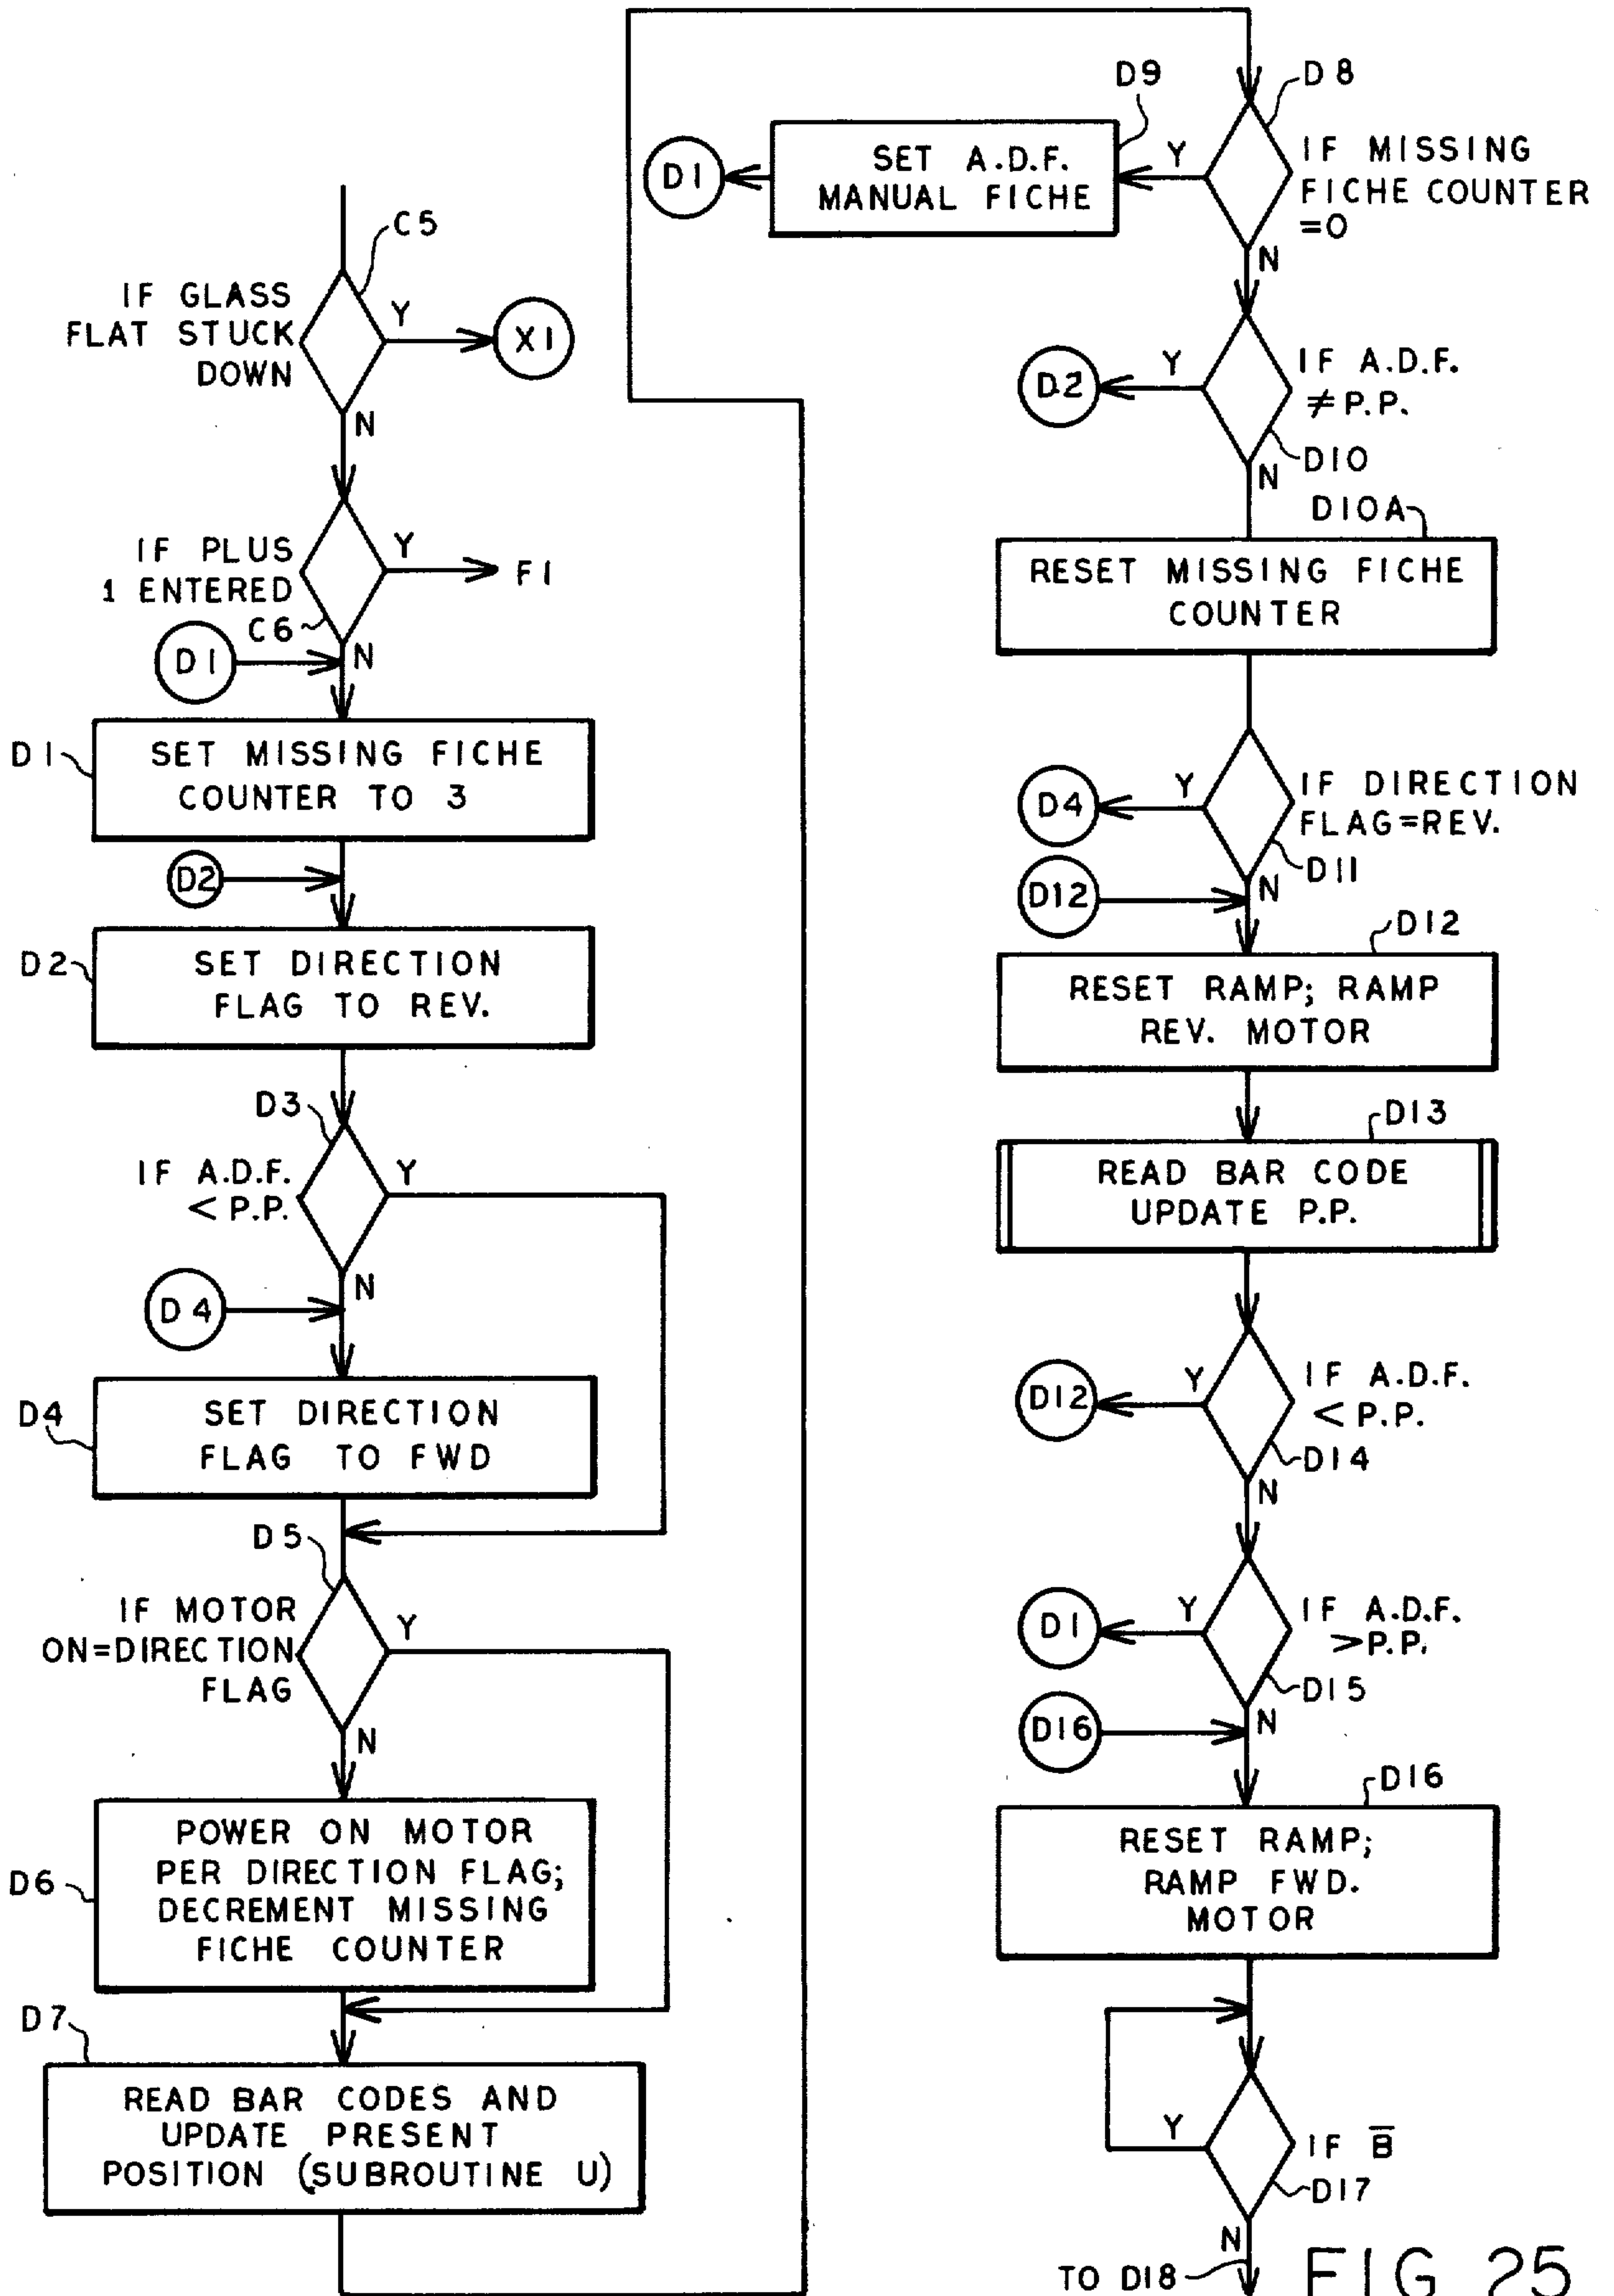 C5
IF GLASS
FLAT STUCK
DOWN
Y
X1
N
IF PLUS
1 ENTERED
C6
Y
F1
D1
N
D1
SET MISSING FICHE
COUNTER TO 3
D2
D2
SET DIRECTION
FLAG TO REV.
D3
IF A.D.F.
< P.P.
Y
N
D4
D4
SET DIRECTION
FLAG TO FWD
D5
IF MOTOR
ON=DIRECTION
FLAG
Y
N
D6
POWER ON MOTOR
PER DIRECTION FLAG;
DECREMENT MISSING
FICHE COUNTER
D7
READ BAR CODES AND
UPDATE PRESENT
POSITION (SUBROUTINE U)
D8
IF MISSING
FICHE COUNTER
=0
Y
D9
SET A.D.F.
MANUAL FICHE
D1
N
IF A.D.F.
≠ P.P.
D10
Y
D2
N
D10A
RESET MISSING FICHE
COUNTER
IF DIRECTION
FLAG=REV.
D11
Y
D4
N
D12
D12
RESET RAMP; RAMP
REV. MOTOR
D13
READ BAR CODE
UPDATE P.P.
IF A.D.F.
< P.P.
D14
Y
D12
N
IF A.D.F.
>P.P.
D15
Y
D1
N
D16
D16
RESET RAMP;
RAMP FWD.
MOTOR
Y
IF B̅
D17
N
TO D18
FIG. 25